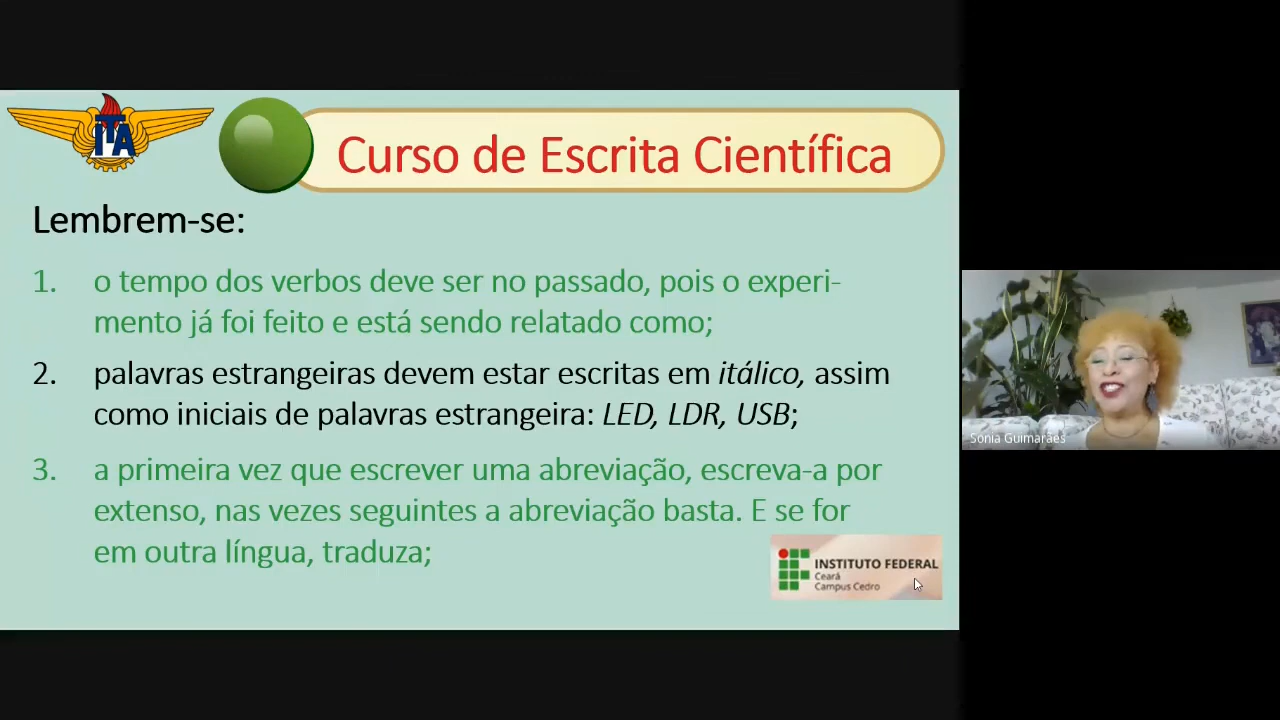 ITA
Curso de Escrita Científica
Lembrem-se:
1. o tempo dos verbos deve ser no passado, pois o experi-
mento já foi feito e está sendo relatado como;
2. palavras estrangeiras devem estar escritas em itálico, assim
como iniciais de palavras estrangeira: LED, LDR, USB;
3. a primeira vez que escrever uma abreviação, escreva-a por
extenso, nas vezes seguintes a abreviação basta. E se for
em outra língua, traduza;
INSTITUTO FEDERAL
Ceará
Campus Cedro
Sonia Guimarães